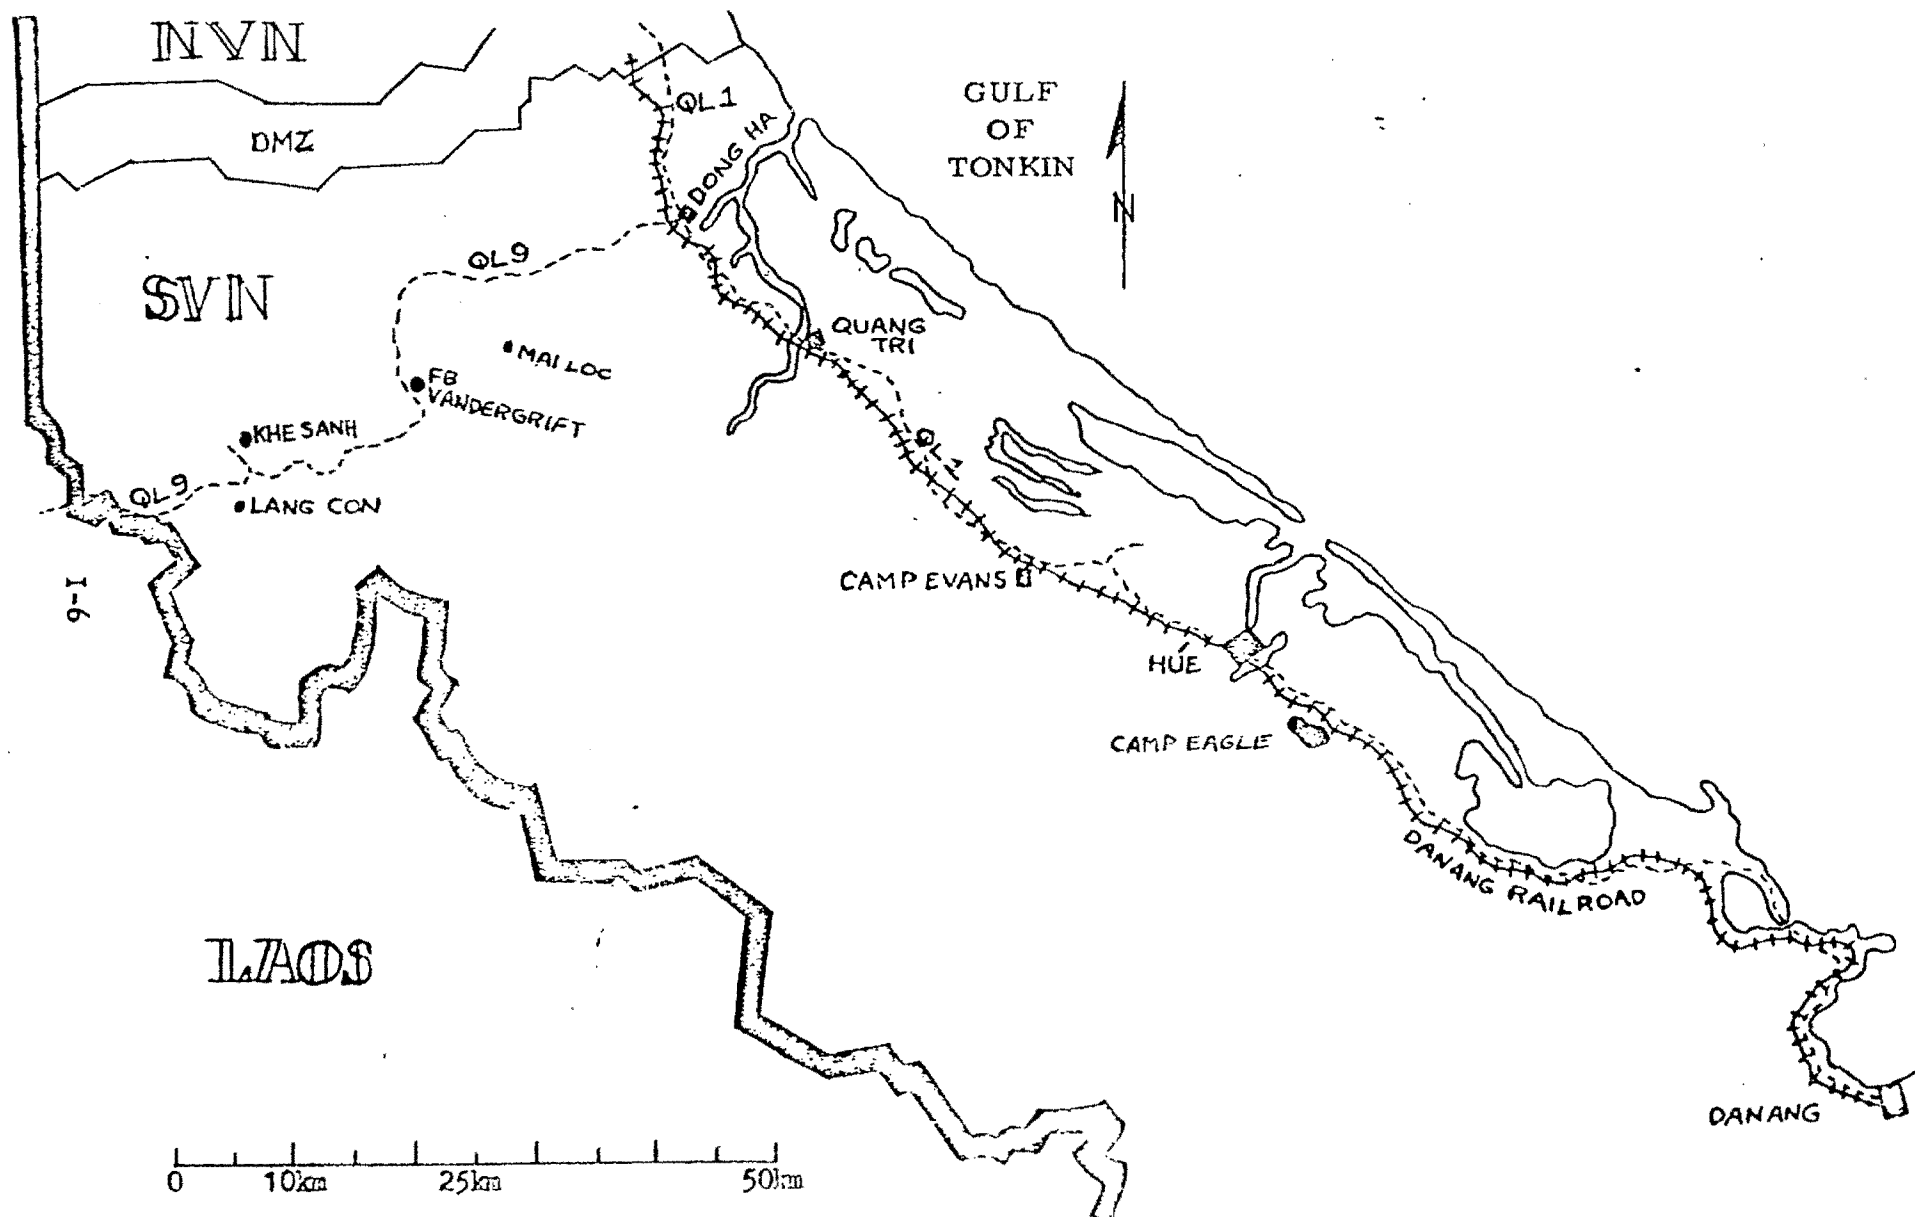 NVN
GULF
OF
TONKIN
QL1
DMZ
DONG HA
N
QL9
SVN
QUANG
TRI
MAI LOC
FB
VANDERGRIFT
KHE SANH
QL1
QL9
LANG CON
CAMP EVANS
I-6
HUE
CAMP EAGLE
DANANG RAILROAD
LAOS
DANANG
0 10km 25km 50km